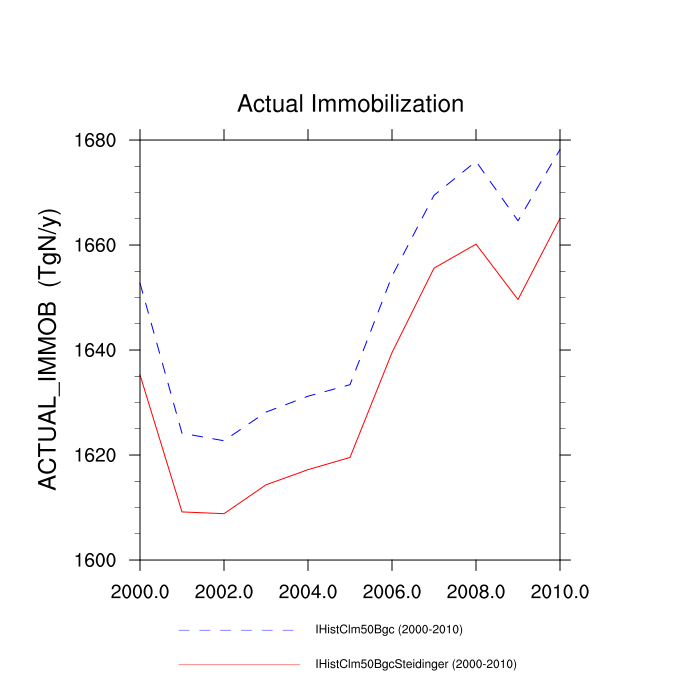 Actual Immobilization
1680
1660
1640
1620
1600
ACTUAL_IMMOB (TgN/y)
2000.0 2002.0 2004.0 2006.0 2008.0 2010.0
IHistClm50Bgc (2000-2010)
IHistClm50BgcSteidinger (2000-2010)